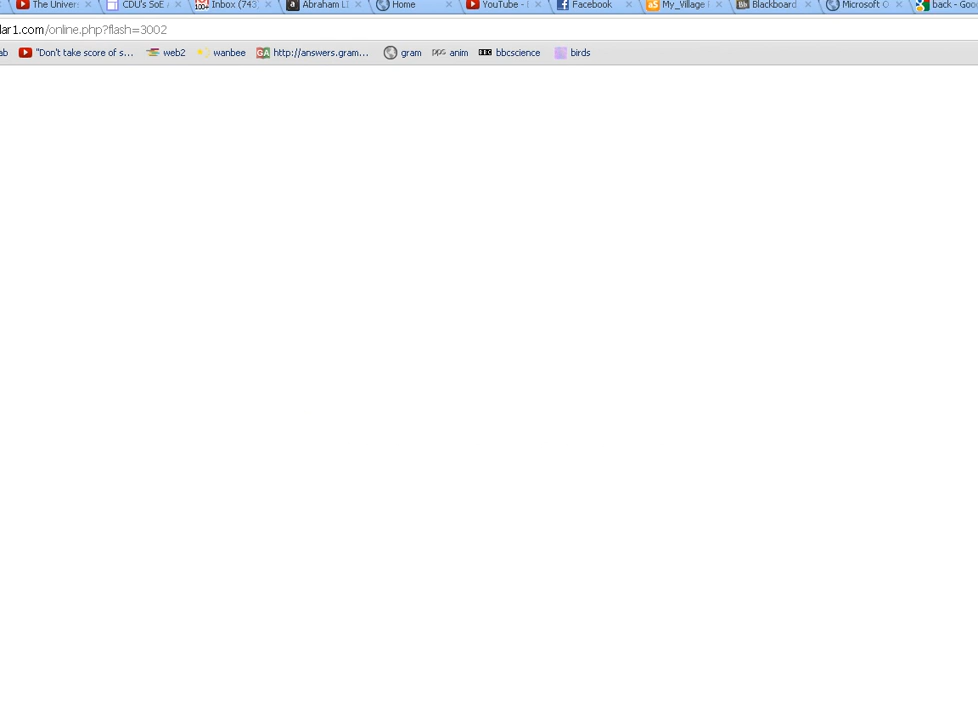 The Univers CDU's SoE Inbox (743 Abraham Li Home YouTube - Facebook My_Village Blackboard Microsoft back - Goo
lar1.com/online.php?flash=3002
ab "Don't take score of s... web2 wanbee http://answers.gram... gram anim bbcscience birds